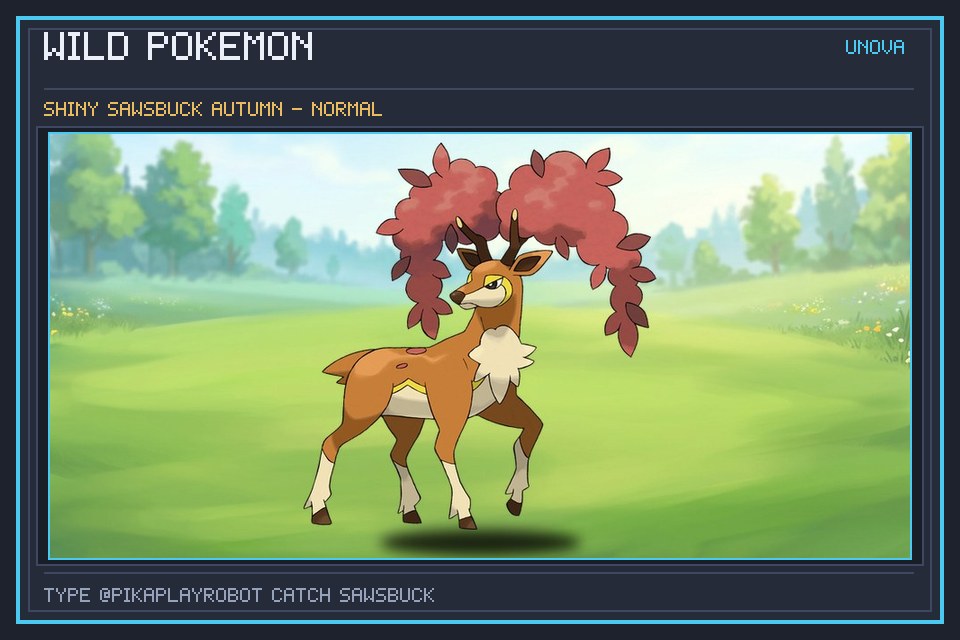 WILD POKEMON
UNOVA
SHINY SAWSBUCK AUTUMN - NORMAL
TYPE @PIKAPLAYROBOT CATCH SAWSBUCK